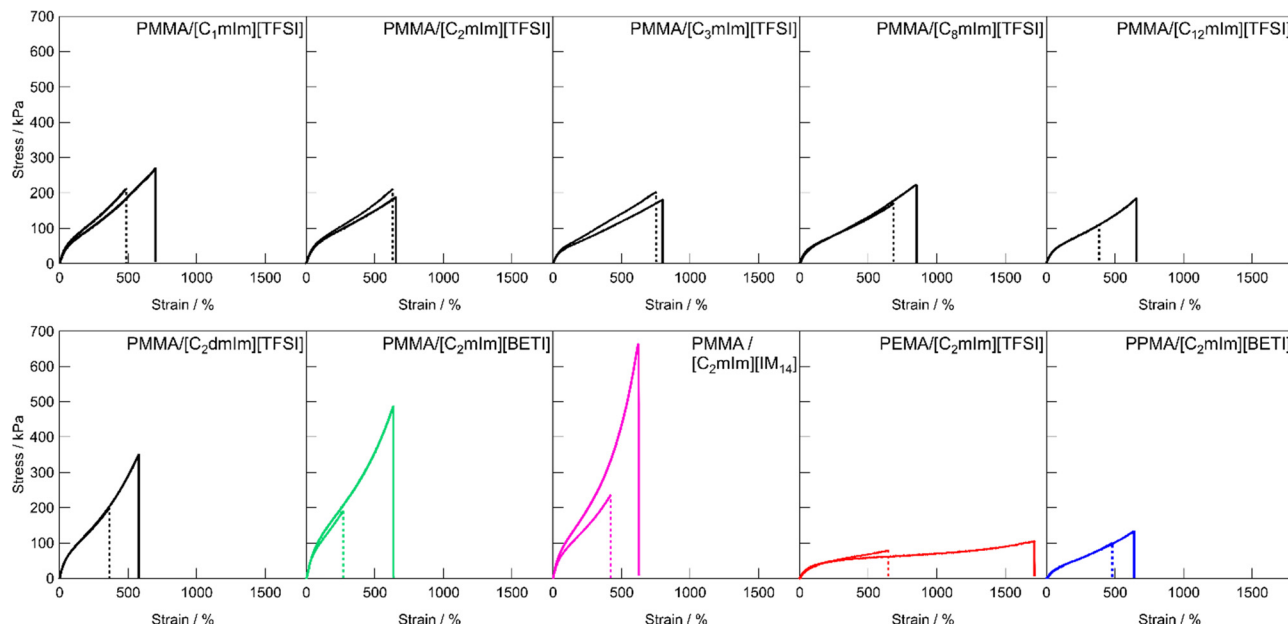 PMMA/[C₁mIm][TFSI] PMMA/[C₂mIm][TFSI] PMMA/[C₃mIm][TFSI] PMMA/[C₈mIm][TFSI] PMMA/[C₁₂mIm][TFSI]
700
600
500
400
300
200
100
0
Stress / kPa
0 500 1000 1500 0 500 1000 1500 0 500 1000 1500 0 500 1000 1500 0 500 1000 1500
Strain / % Strain / % Strain / % Strain / % Strain / %
PMMA/[C₂dmIm][TFSI] PMMA/[C₂mIm][BETI] PMMA / PEMA/[C₂mIm][TFSI] PPMA/[C₂mIm][BETI]
[C₂mIm][IM₁₄]
700
600
500
400
300
200
100
0
Stress / kPa
0 500 1000 1500 0 500 1000 1500 0 500 1000 1500 0 500 1000 1500 0 500 1000 1500
Strain / % Strain / % Strain / % Strain / % Strain / %